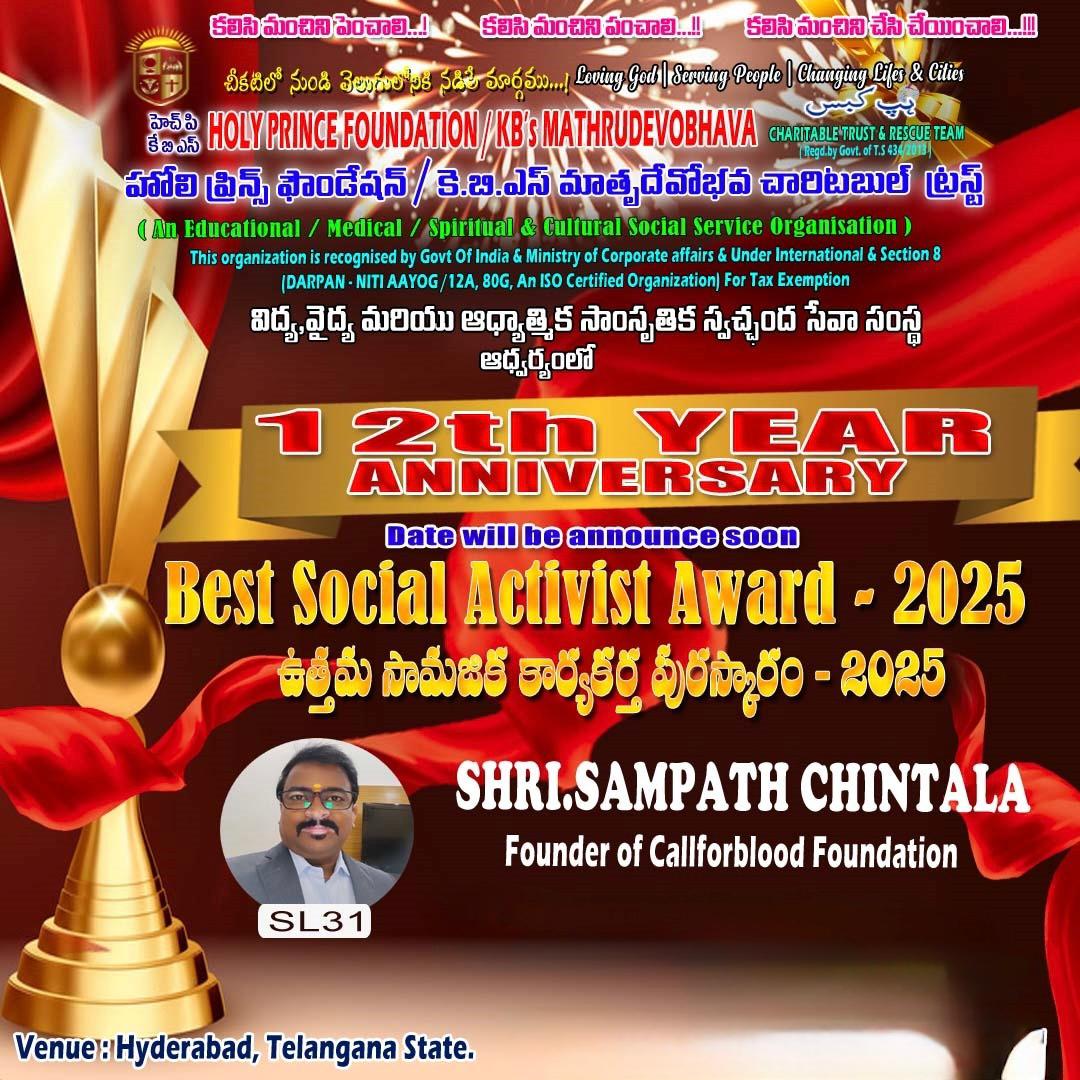 కలిసి మంచిని పెంచాలి...! కలిసి మంచిని పంచాలి...!! కలిసి మంచిని చేసి చేయించాలి...!!!
చీకటిలో నుండి వెలుగులోనికి నడిపే మార్గము...! Loving God | Serving People | Changing Lifes & Cities
హెచ్ పి
కే బి ఎస్
HOLY PRINCE FOUNDATION / KB's MATHRUDEVOBHAVA CHARITABLE TRUST & RESCUE TEAM
( Regd.by Govt. of T.S 434/2013 )
హోలి ప్రిన్స్ ఫౌండేషన్ / కె.బి.ఎస్ మాతృదేవోభవ చారిటబుల్ ట్రస్ట్
( An Educational / Medical / Spiritual & Cultural Social Service Organisation )
This organization is recognised by Govt Of India & Ministry of Corporate affairs & Under International & Section 8
(DARPAN - NITI AAYOG /12A, 80G, An ISO Certified Organization) For Tax Exemption
విద్య,వైద్య మరియు ఆధ్యాత్మిక సాంసృతిక స్వచ్ఛంద సేవా సంస్థ
ఆధ్వర్యంలో
12th YEAR
ANNIVERSARY
Date will be announce soon
Best Social Activist Award - 2025
ఉత్తమ సామజిక కార్యకర్త పురస్కారం - 2025
SHRI.SAMPATH CHINTALA
Founder of Callforblood Foundation
SL31
Venue : Hyderabad, Telangana State.